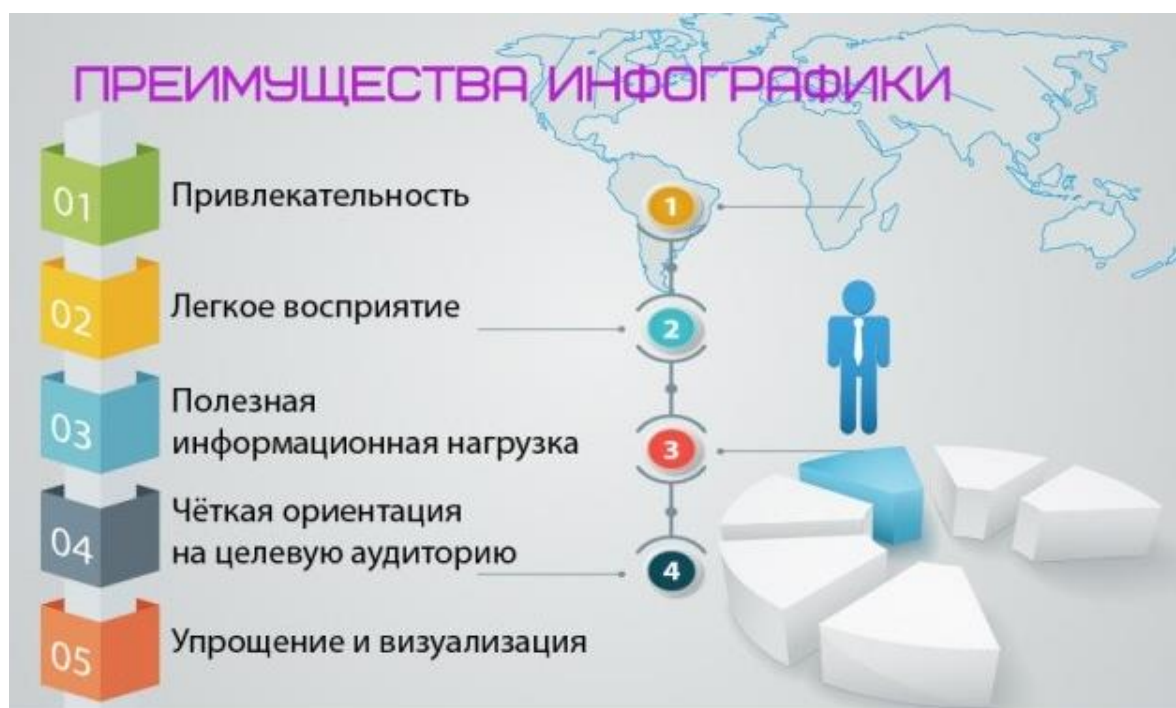 ПРЕИМУЩЕСТВА ИНФОГРАФИКИ
01
Привлекательность
1
02
Легкое восприятие
2
03
Полезная
информационная нагрузка
3
04
Чёткая ориентация
на целевую аудиторию
4
05
Упрощение и визуализация